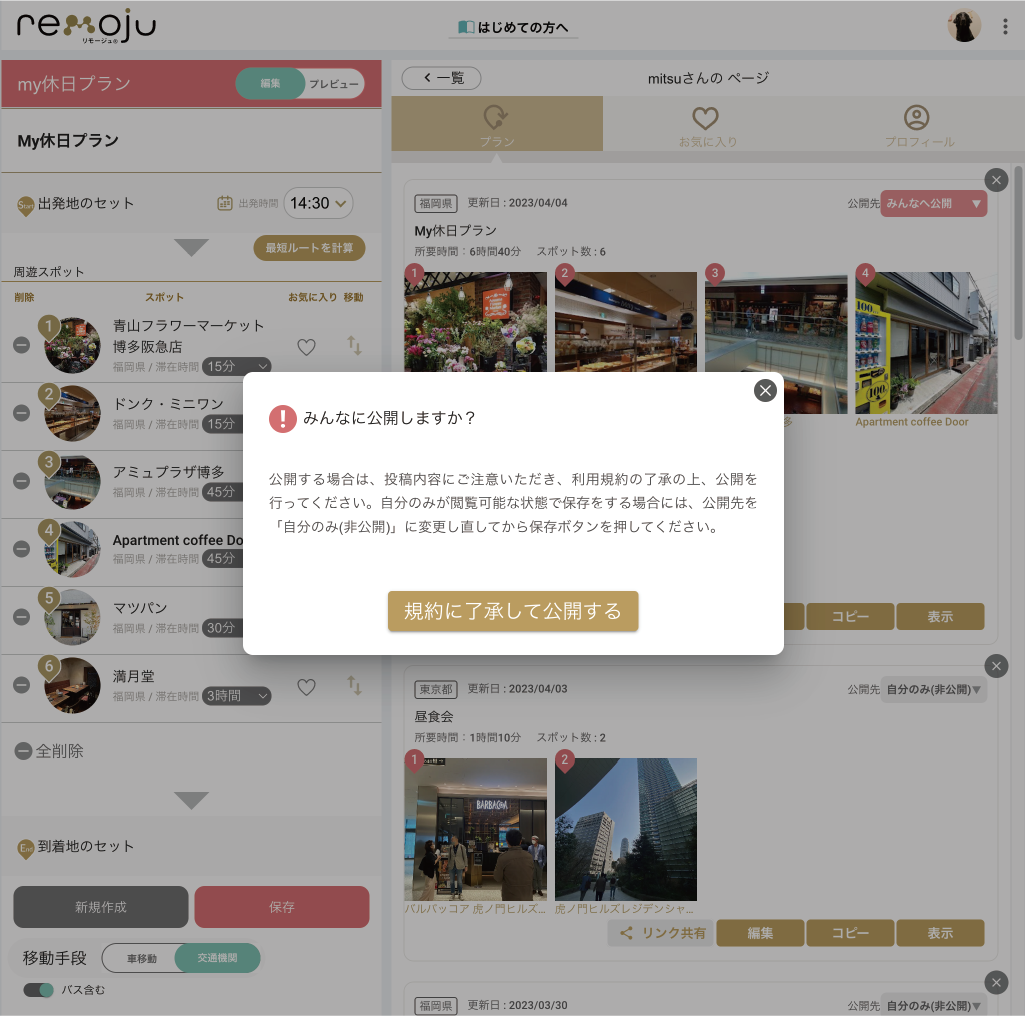 remoju
リモージュ®
はじめての方へ
my休日プラン
編集
プレビュー
My休日プラン
Start
出発地のセット
出発時間
14:30
最短ルートを計算
周遊スポット
削除
スポット
お気に入り
移動
1
青山フラワーマーケット
博多阪急店
福岡県 / 滞在時間
15分
2
ドンク・ミニワン
福岡県 / 滞在時間
15分
3
アミュプラザ博多
福岡県 / 滞在時間
45分
4
Apartment coffee Do
福岡県 / 滞在時間
45分
5
マツパン
福岡県 / 滞在時間
30分
6
満月堂
福岡県 / 滞在時間
3時間
全削除
End
到着地のセット
新規作成
保存
移動手段
車移動
交通機関
バス含む
一覧
mitsuさんの ページ
プラン
お気に入り
プロフィール
福岡県
更新日 : 2023/04/04
公開先
みんなへ公開
▼
My休日プラン
所要時間：6時間40分
スポット数 : 6
1
2
3
4
100
100
多
Apartment coffee Door
みんなに公開しますか？
公開する場合は、投稿内容にご注意いただき、利用規約の了承の上、公開を
行ってください。自分のみが閲覧可能な状態で保存をする場合には、公開先を
「自分のみ(非公開)」に変更し直してから保存ボタンを押してください。
規約に了承して公開する
コピー
表示
東京都
更新日 : 2023/04/03
公開先
自分のみ(非公開)▼
昼食会
所要時間：1時間10分
スポット数 : 2
1
2
BARBACOA
バルバッコア 虎ノ門ヒルズ...
虎ノ門ヒルズレジデンシャ...
リンク共有
編集
コピー
表示
福岡県
更新日 : 2023/03/30
公開先
自分のみ(非公開)▼